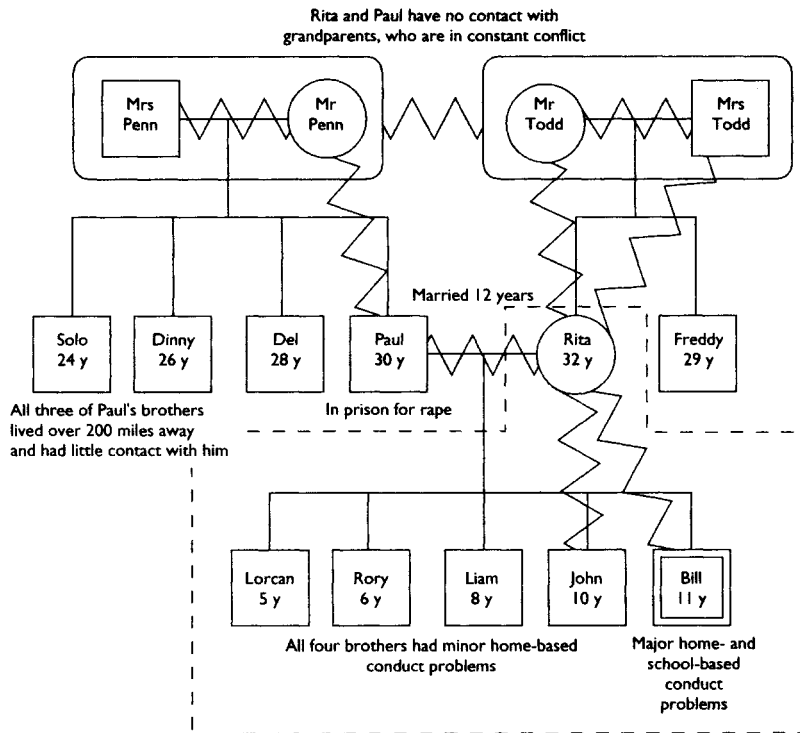 Rita and Paul have no contact with
grandparents, who are in constant conflict
Mrs
Penn
Mr
Penn
Mr
Todd
Mrs
Todd
Married 12 years
Solo
24 y
Dinny
26 y
Del
28 y
Paul
30 y
Rita
32 y
Freddy
29 y
All three of Paul's brothers
lived over 200 miles away
and had little contact with him
In prison for rape
Lorcan
5 y
Rory
6 y
Liam
8 y
John
10 y
Bill
11 y
All four brothers had minor home-based
conduct problems
Major home- and
school-based
conduct
problems